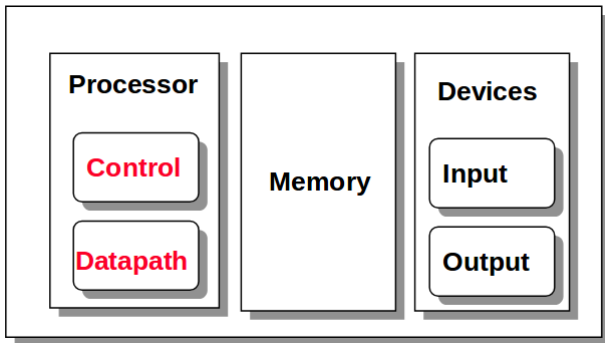 Processor
Control
Datapath
Memory
Devices
Input
Output